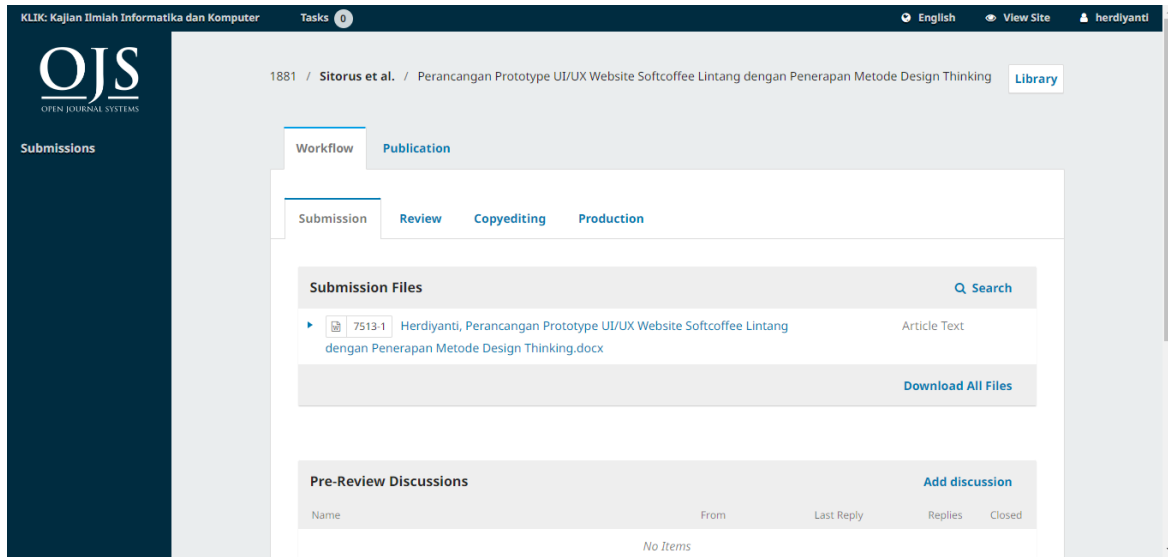 KLIK: Kajian Ilmiah Informatika dan Komputer Tasks 0 English View Site herdiyanti
OJS
OPEN JOURNAL SYSTEMS
1881 / Sitorus et al. / Perancangan Prototype UI/UX Website Softcoffee Lintang dengan Penerapan Metode Design Thinking Library
Submissions
Workflow Publication
Submission Review Copyediting Production
Submission Files Search
7513-1 Herdiyanti, Perancangan Prototype UI/UX Website Softcoffee Lintang Article Text
dengan Penerapan Metode Design Thinking.docx
Download All Files
Pre-Review Discussions Add discussion
Name From Last Reply Replies Closed
No Items